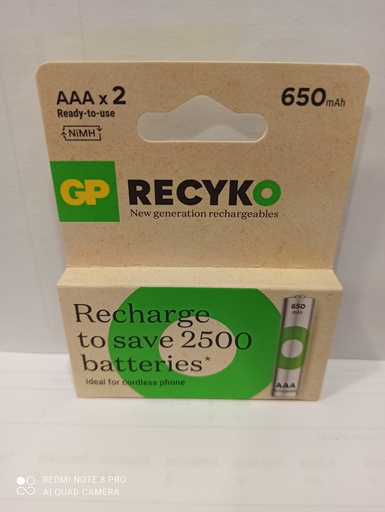 AAA x 2
650mAh
Ready-to-use
NiMH
GP RECYKO
New generation rechargeables
Recharge
to save 2500
batteries*
Ideal for cordless phone
650
mAh
AAA
REDMI NOTE 8 PRO
AI QUAD CAMERA